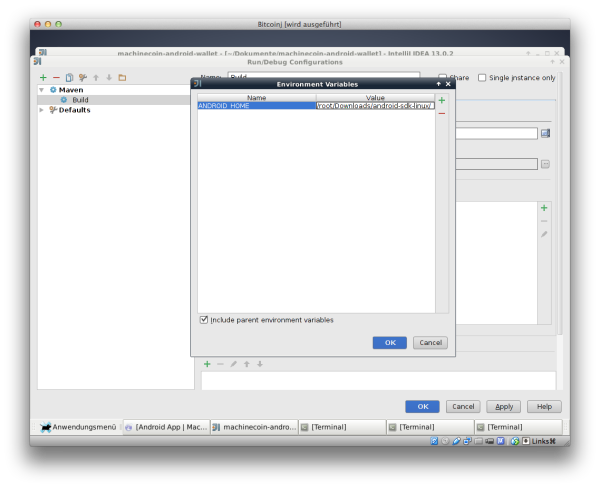 Bitcoinj [wird ausgeführt]
machinecoin-android-wallet - [~/Dokumente/machinecoin-android-wallet] - IntelliJ IDEA 13.0.2
Run/Debug Configurations
Name: Build
Share
Single instance only
Maven
Build
Defaults
Environment Variables
Name Value
ANDROID_HOME /root/Downloads/android-sdk-linux/
Include parent environment variables
OK Cancel
OK Cancel Apply Help
Anwendungsmenü [Android App | Mac... machinecoin-andro... [Terminal] [Terminal] [Terminal]
Links⌘